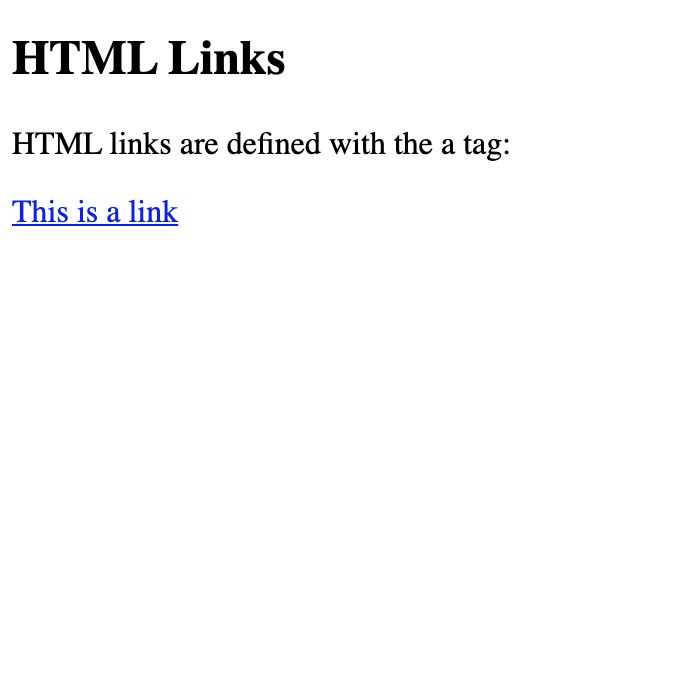 HTML Links
HTML links are defined with the a tag:
This is a link